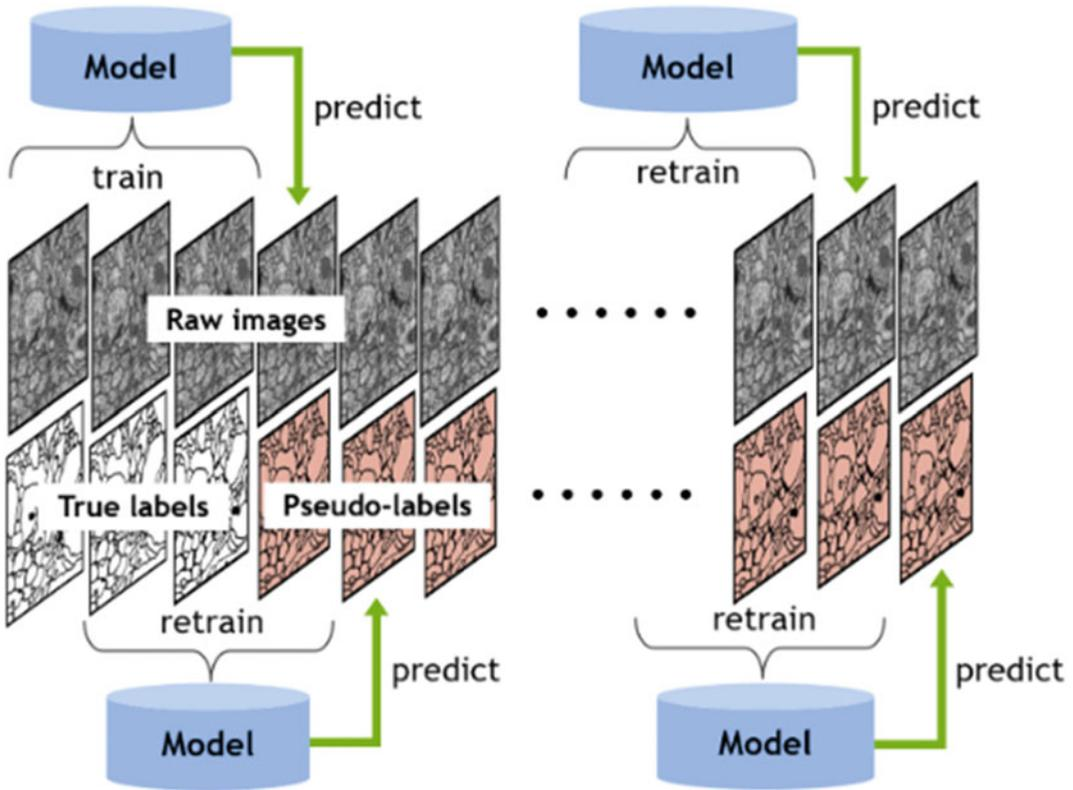 Model
Model
predict
predict
train
retrain
Raw images
True labels
Pseudo-labels
retrain
retrain
predict
predict
Model
Model